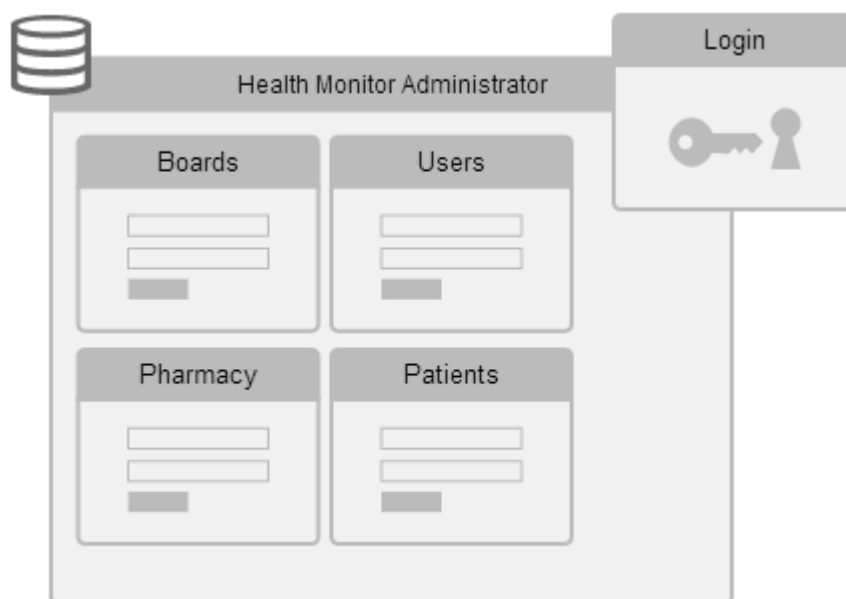 Login
Health Monitor Administrator
Boards
Users
Pharmacy
Patients